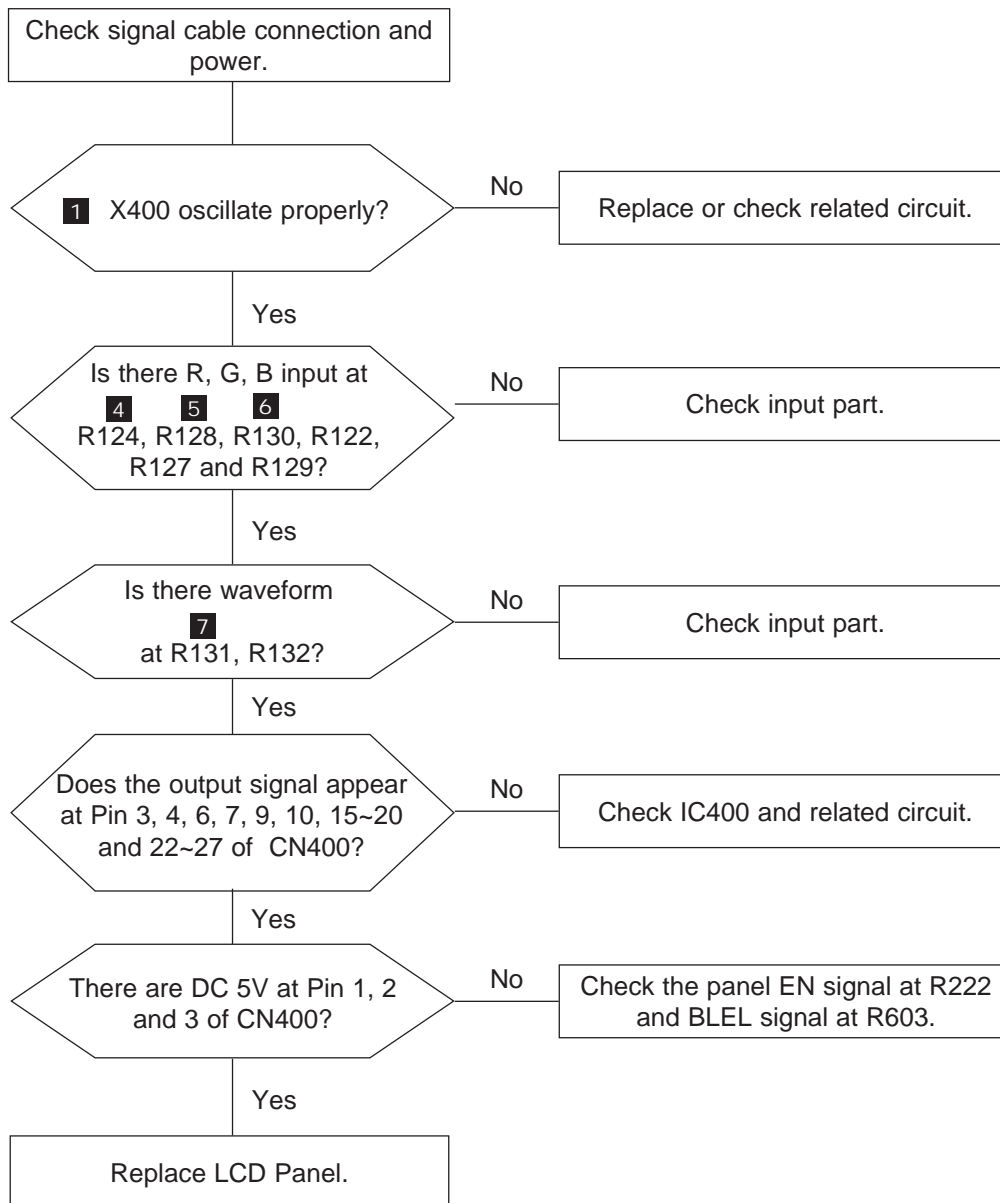 Check signal cable connection and
power.
1 X400 oscillate properly?
No
Replace or check related circuit.
Yes
Is there R, G, B input at
4 5 6
R124, R128, R130, R122,
R127 and R129?
No
Check input part.
Yes
Is there waveform
7
at R131, R132?
No
Check input part.
Yes
Does the output signal appear
at Pin 3, 4, 6, 7, 9, 10, 15~20
and 22~27 of CN400?
No
Check IC400 and related circuit.
Yes
There are DC 5V at Pin 1, 2
and 3 of CN400?
No
Check the panel EN signal at R222
and BLEL signal at R603.
Yes
Replace LCD Panel.